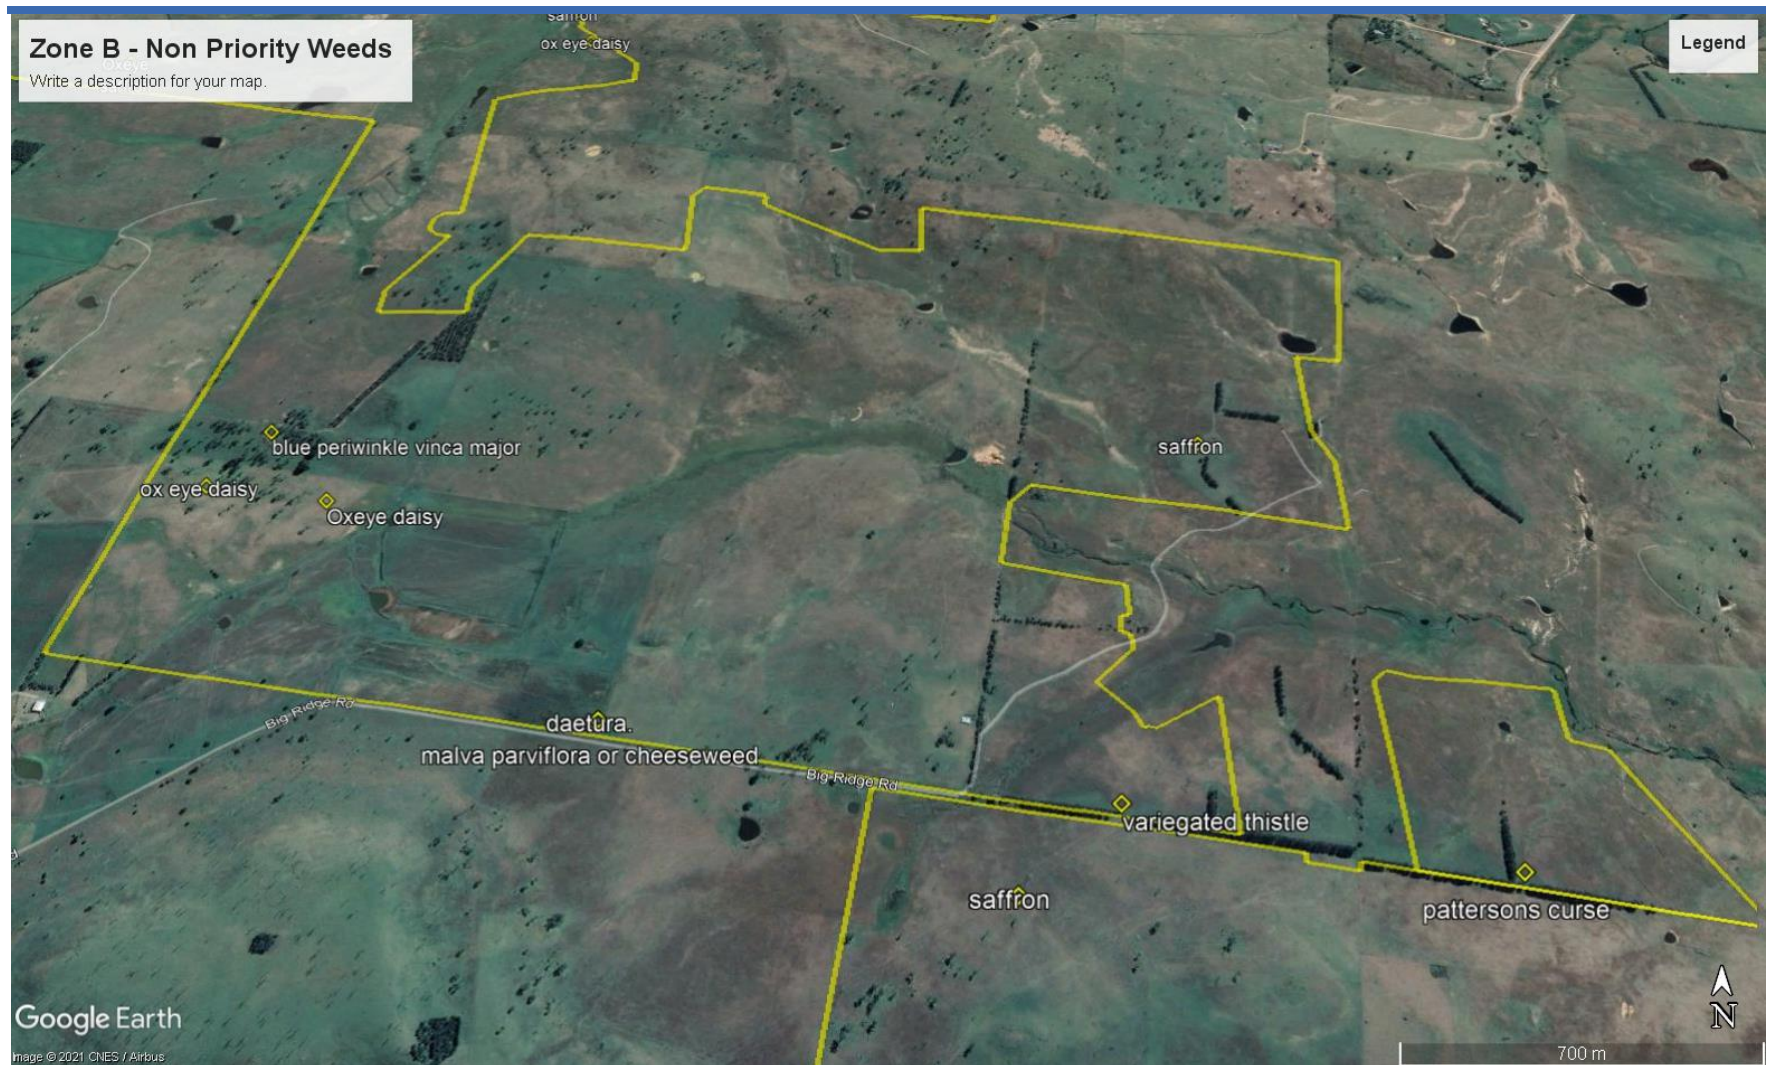 Zone B - Non Priority Weeds
Write a description for your map.
Legend
saffron
ox eye daisy
Oxeye
blue periwinkle vinca major
ox eye daisy
Oxeye daisy
saffron
Big Ridge Rd
daetura.
malva parviflora or cheeseweed
Big Ridge Rd
variegated thistle
saffron
pattersons curse
N
Google Earth
Image © 2021 CNES / Airbus
700 m